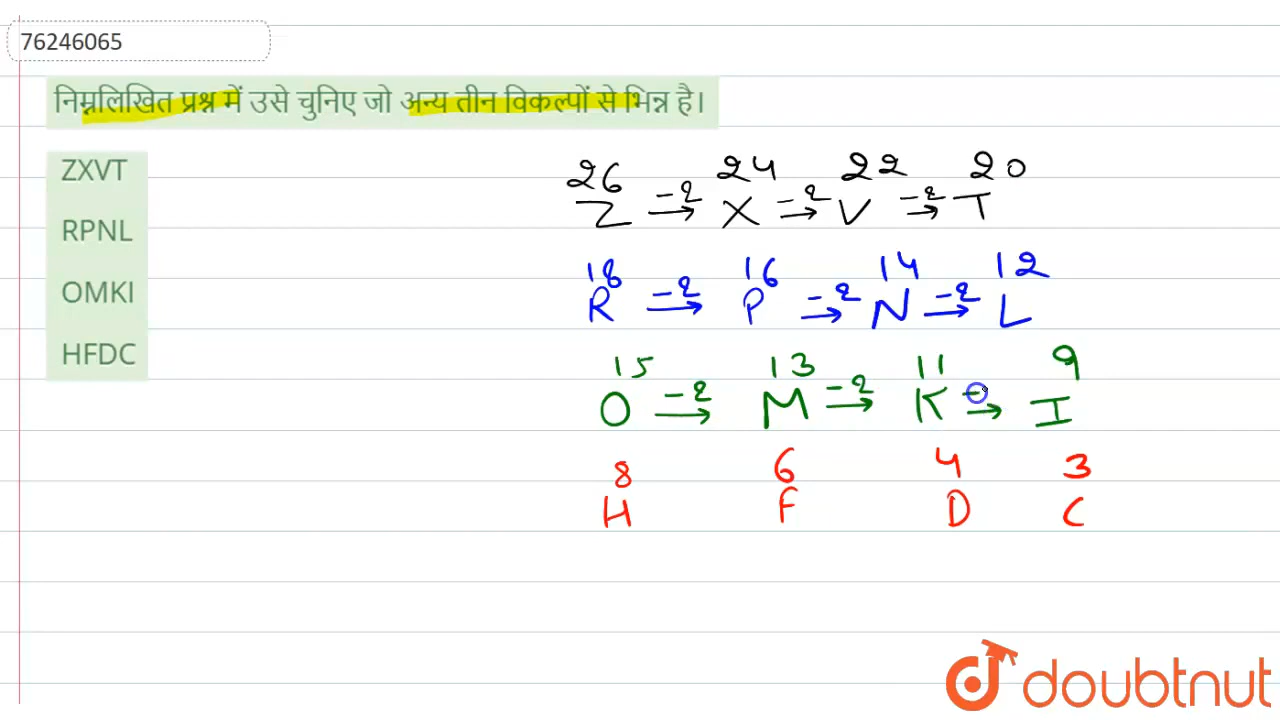 76246065
निम्नलिखित प्रश्न में उसे चुनिए जो अन्य तीन विकल्पों से भिन्न है।
ZXVT
RPNL
OMKI
HFDC
26 24 22 20
Z -2→ X -2→ V -2→ T
18 16 14 12
R -2→ P -2→ N -2→ L
15 13 11 9
O -2→ M -2→ K -→ I
8 6 4 3
H F D C
doubtnut